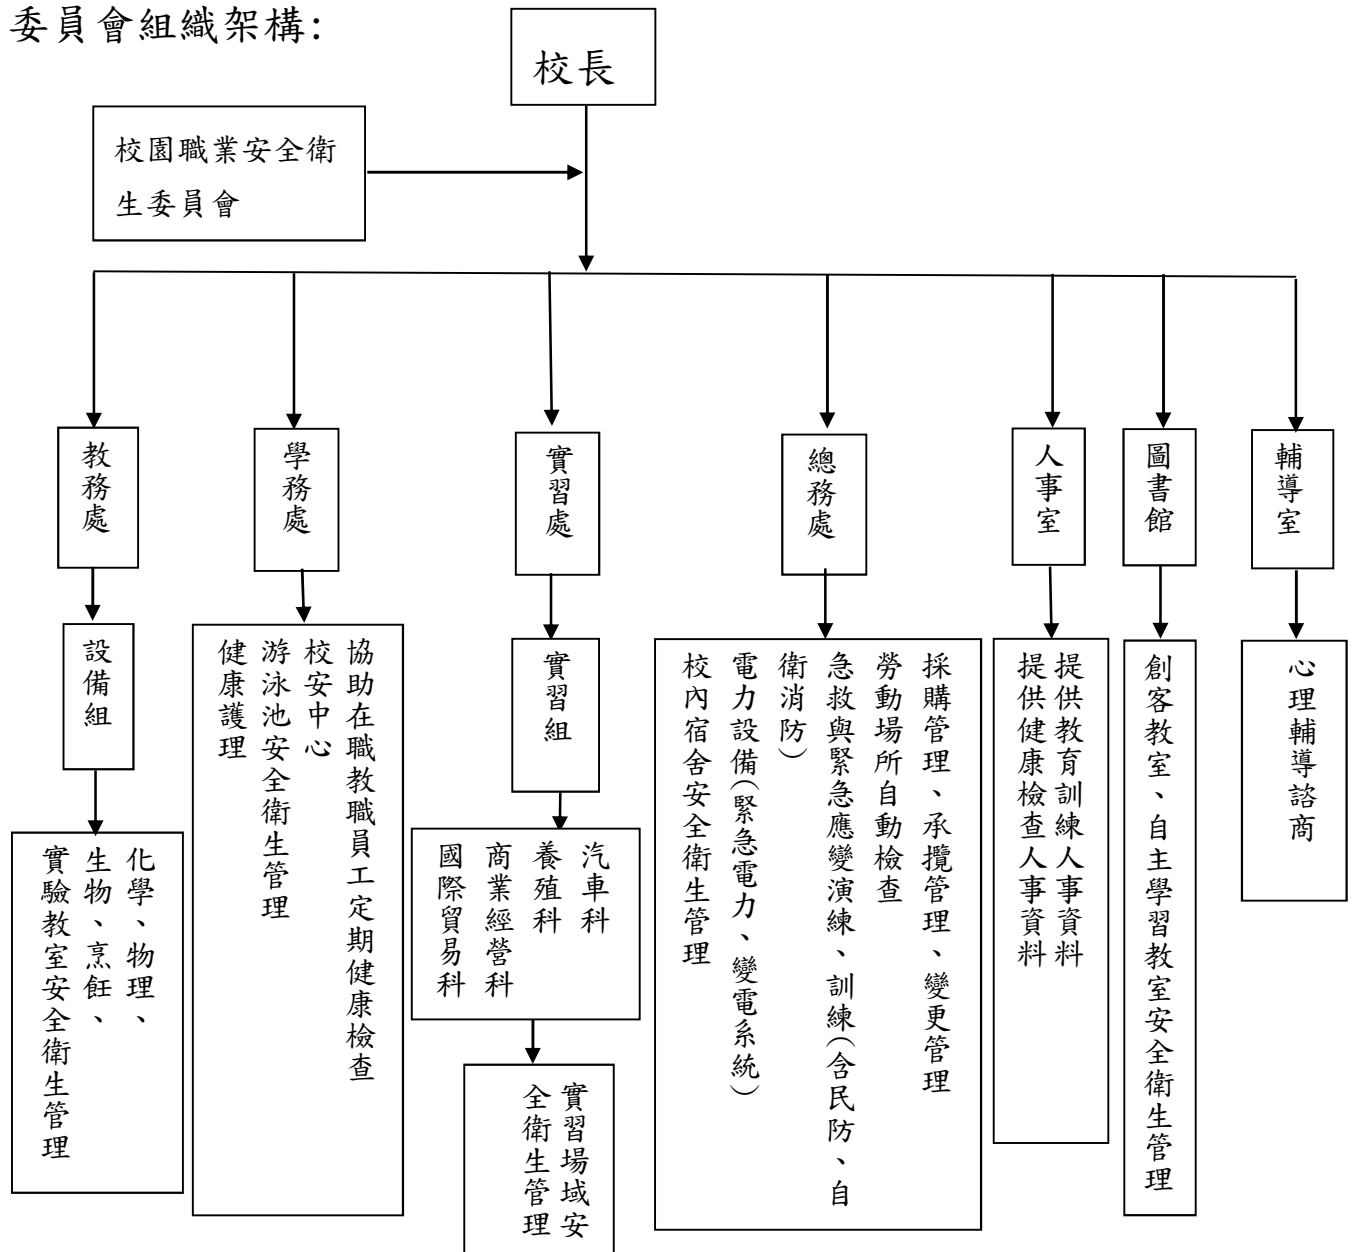 委員會組織架構:
校長
校園職業安全衛
生委員會
教務處
學務處
實習處
總務處
人事室
圖書館
輔導室
設備組
協助在職教職員工定期健康檢查
校安中心
游泳池安全衛生管理
健康護理
實習組
採購管理、承攬管理、變更管理
勞動場所自動檢查
急救與緊急應變演練、訓練(含民防、自
衛消防)
電力設備(緊急電力、變電系統)
校內宿舍安全衛生管理
提供教育訓練人事資料
提供健康檢查人事資料
創客教室、自主學習教室安全衛生管理
心理輔導諮商
化學、物理、
生物、烹飪、
實驗教室安全衛生管理
汽車科
養殖科
商業經營科
國際貿易科
實習場域安
全衛生管理